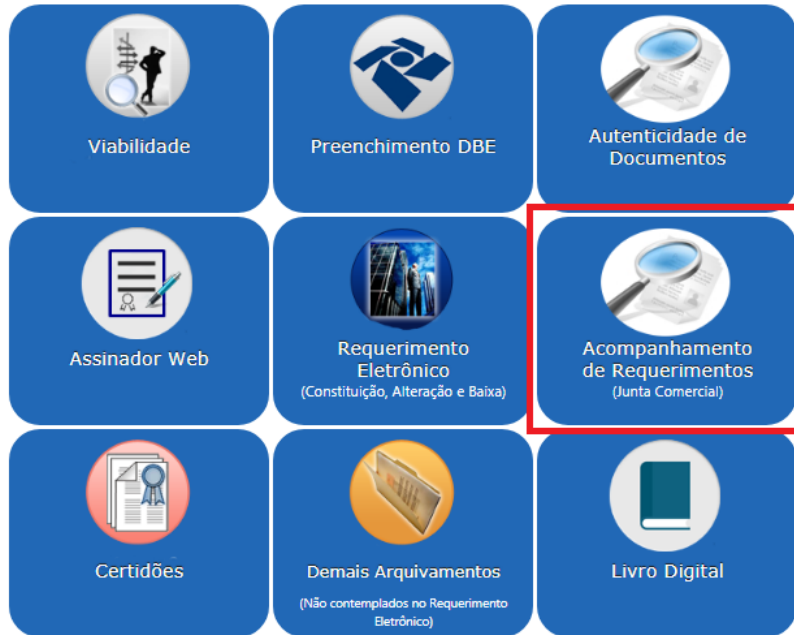 Viabilidade
Preenchimento DBE
Autenticidade de
Documentos
Assinador Web
Requerimento
Eletrônico
(Constituição, Alteração e Baixa)
Acompanhamento
de Requerimentos
(Junta Comercial)
Certidões
Demais Arquivamentos
(Não contemplados no Requerimento
Eletrônico)
Livro Digital